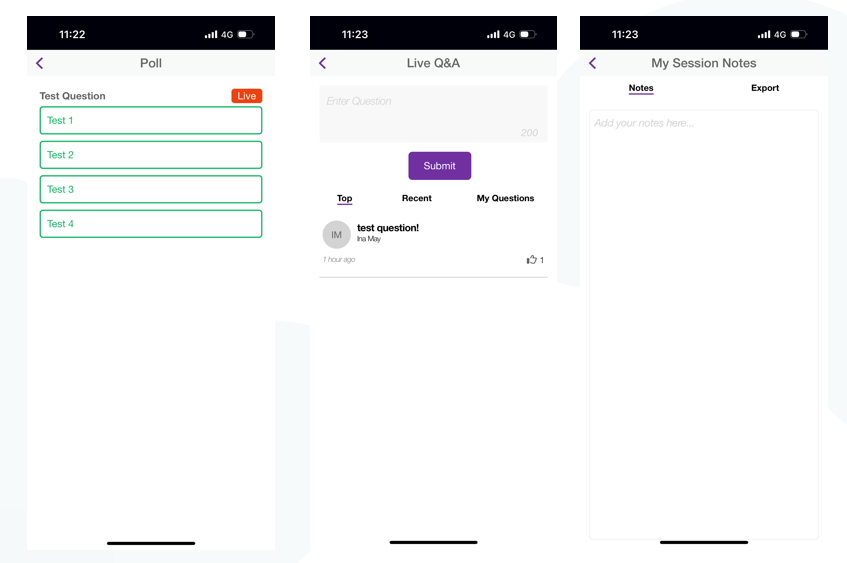 11:22
4G
Poll
Test Question
Live
Test 1
Test 2
Test 3
Test 4
11:23
4G
Live Q&A
Enter Question
200
Submit
Top Recent My Questions
IM
test question!
Ina May
1 hour ago
1
11:23
4G
My Session Notes
Notes Export
Add your notes here...